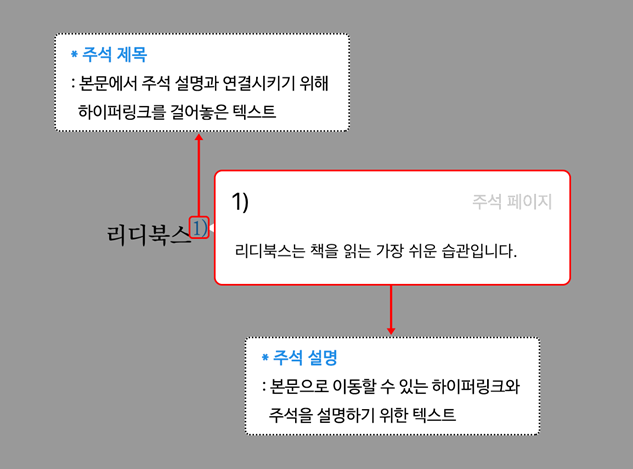 * 주석 제목
: 본문에서 주석 설명과 연결시키기 위해
하이퍼링크를 걸어놓은 텍스트
리디북스1)
1)
주석 페이지
리디북스는 책을 읽는 가장 쉬운 습관입니다.
* 주석 설명
: 본문으로 이동할 수 있는 하이퍼링크와
주석을 설명하기 위한 텍스트